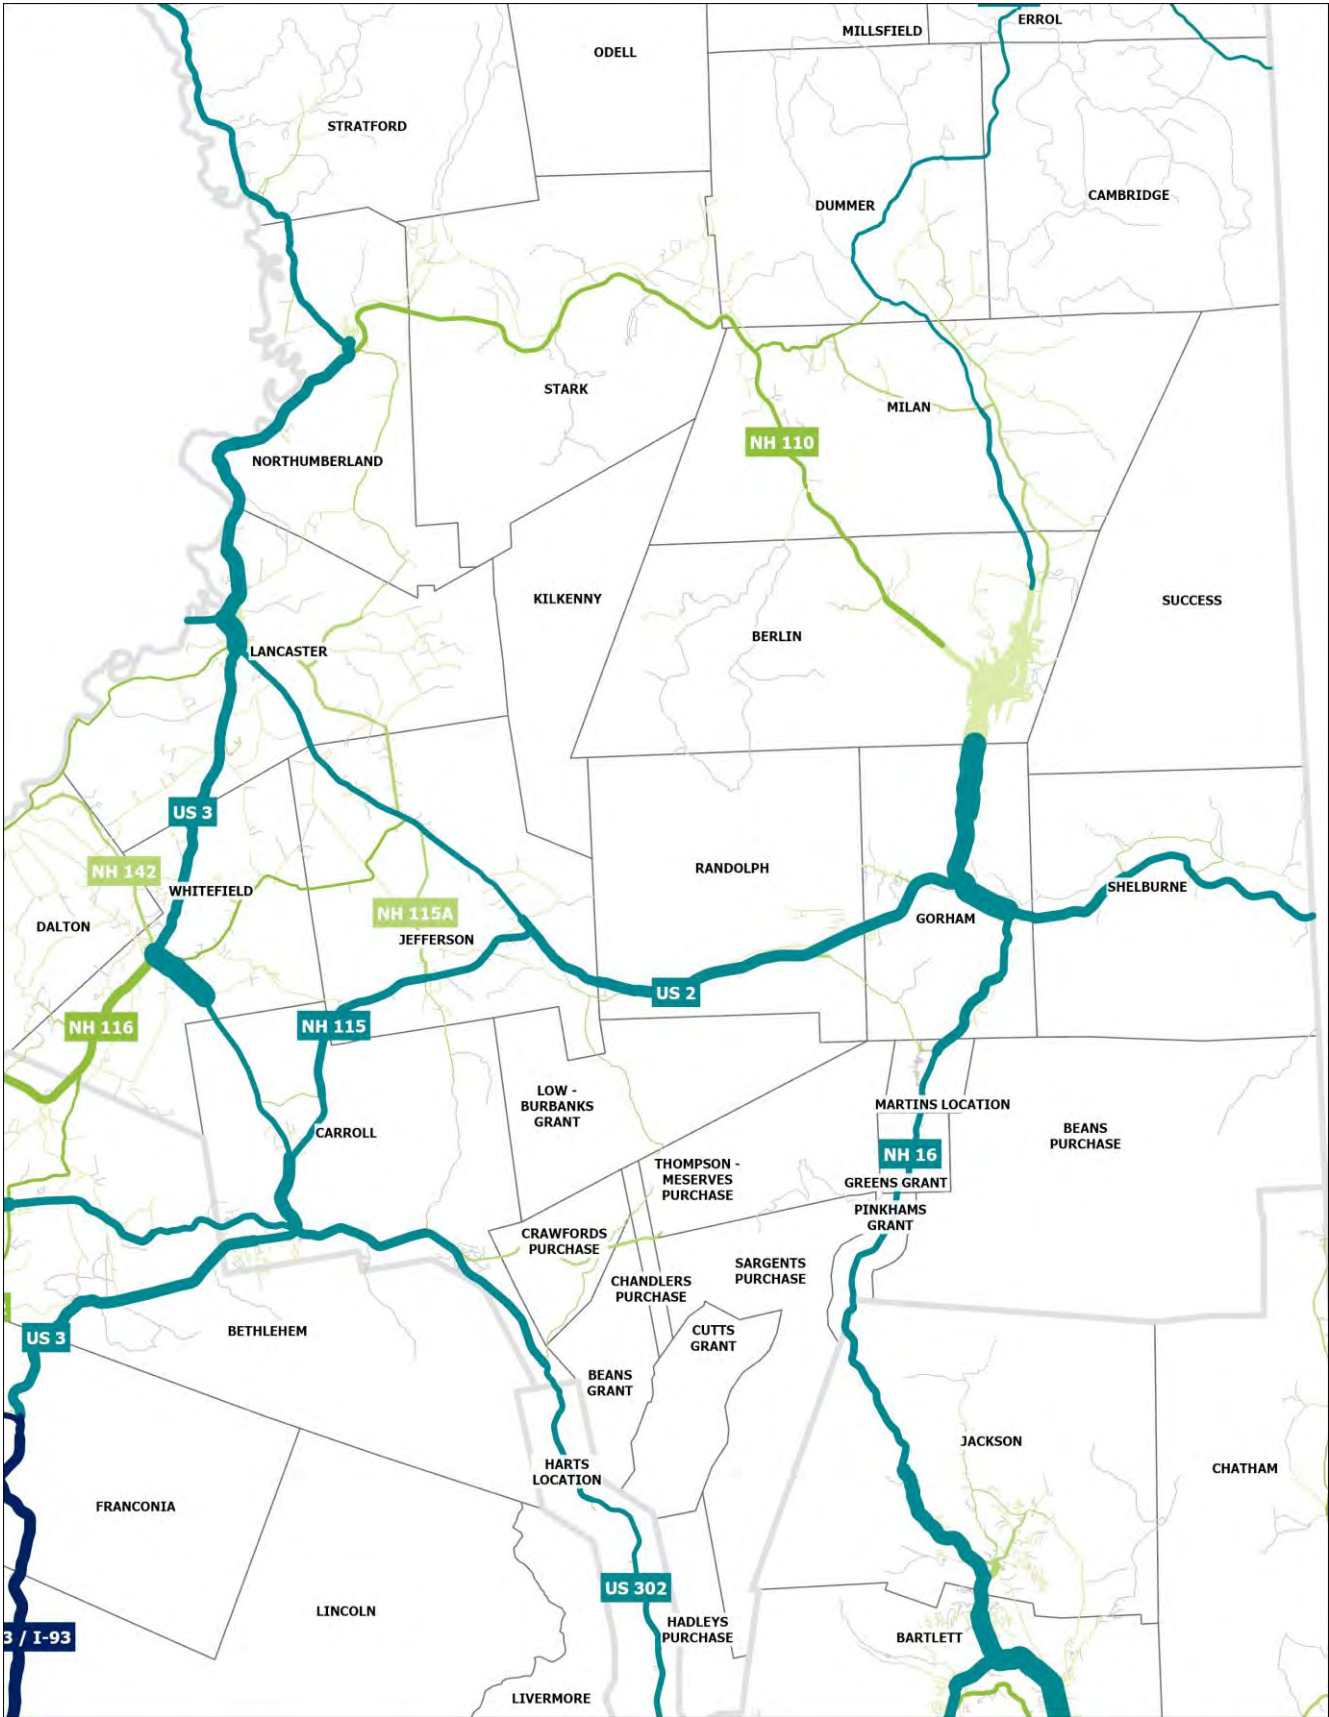 ERROL
MILLSFIELD
ODELL
STRATFORD
CAMBRIDGE
DUMMER
STARK
MILAN
NH 110
NORTHUMBERLAND
KILKENNY
SUCCESS
BERLIN
LANCASTER
US 3
RANDOLPH
NH 142
SHELBURNE
WHITEFIELD
NH 115A
GORHAM
DALTON
JEFFERSON
US 2
NH 115
NH 116
LOW -
BURBANKS
GRANT
MARTINS LOCATION
CARROLL
BEANS
PURCHASE
NH 16
THOMPSON -
MESERVES
PURCHASE
GREENS GRANT
PINKHAMS
GRANT
CRAWFORDS
PURCHASE
SARGENTS
PURCHASE
CHANDLERS
PURCHASE
US 3
BETHLEHEM
CUTTS
GRANT
BEANS
GRANT
JACKSON
HARTS
LOCATION
CHATHAM
FRANCONIA
US 302
LINCOLN
HADLEYS
PURCHASE
3 / I-93
BARTLETT
LIVERMORE